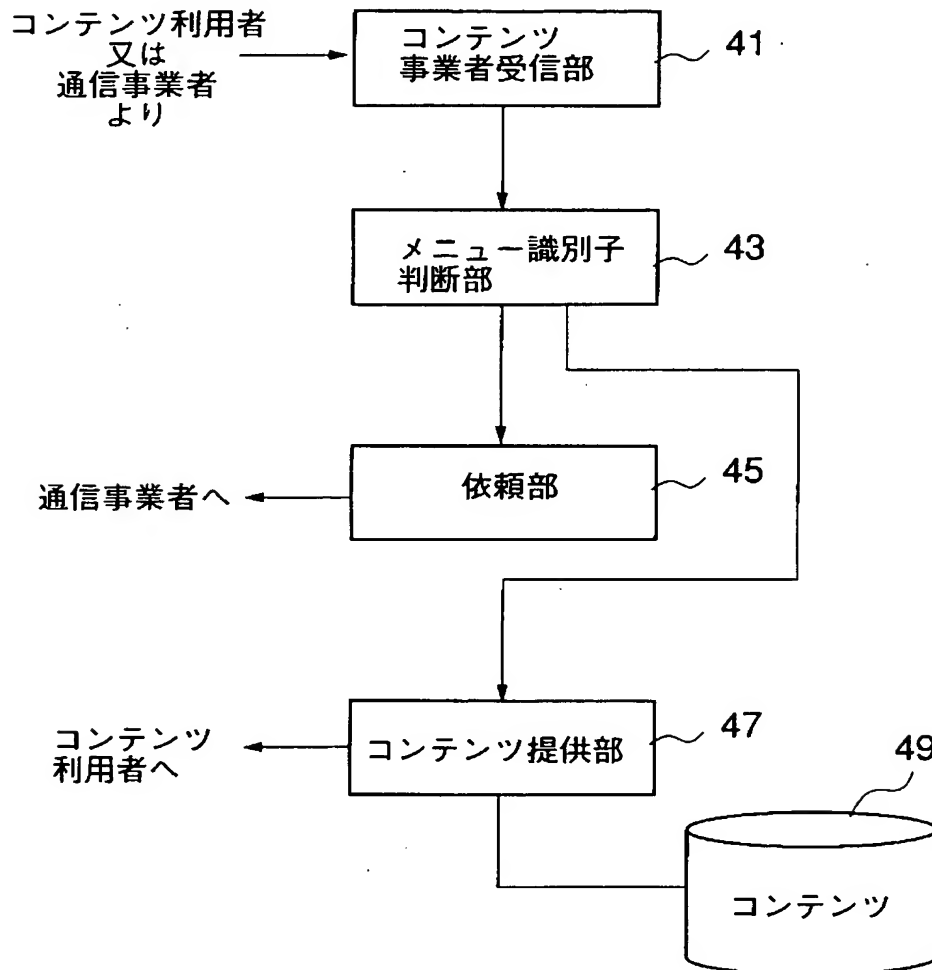 コンテンツ利用者
又は
通信事業者
より
コンテンツ
事業者受信部
41
メニュー識別子
判断部
43
依頼部
45
通信事業者へ
コンテンツ提供部
47
コンテンツ
利用者へ
49
コンテンツ